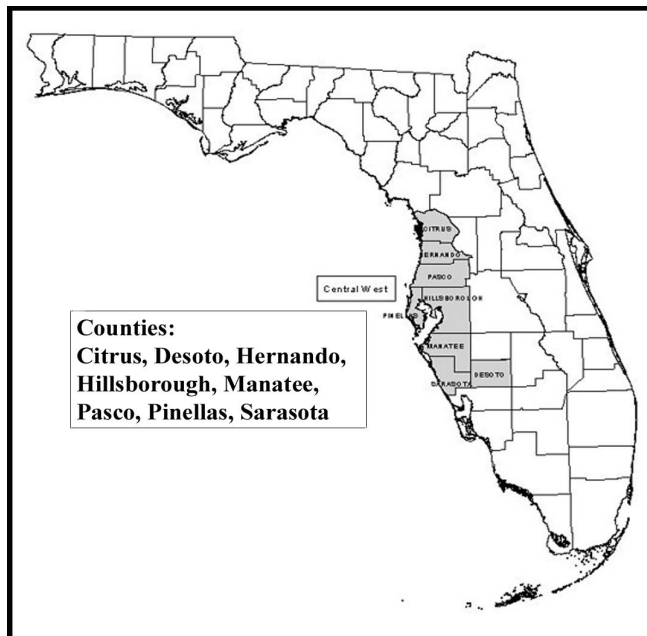 CITRUS
HERNANDO
PASCO
Central West
HILLSBOROUGH
PINELLAS
Counties:
Citrus, Desoto, Hernando,
Hillsborough, Manatee,
Pasco, Pinellas, Sarasota
MANATEE
DESOTO
SARASOTA